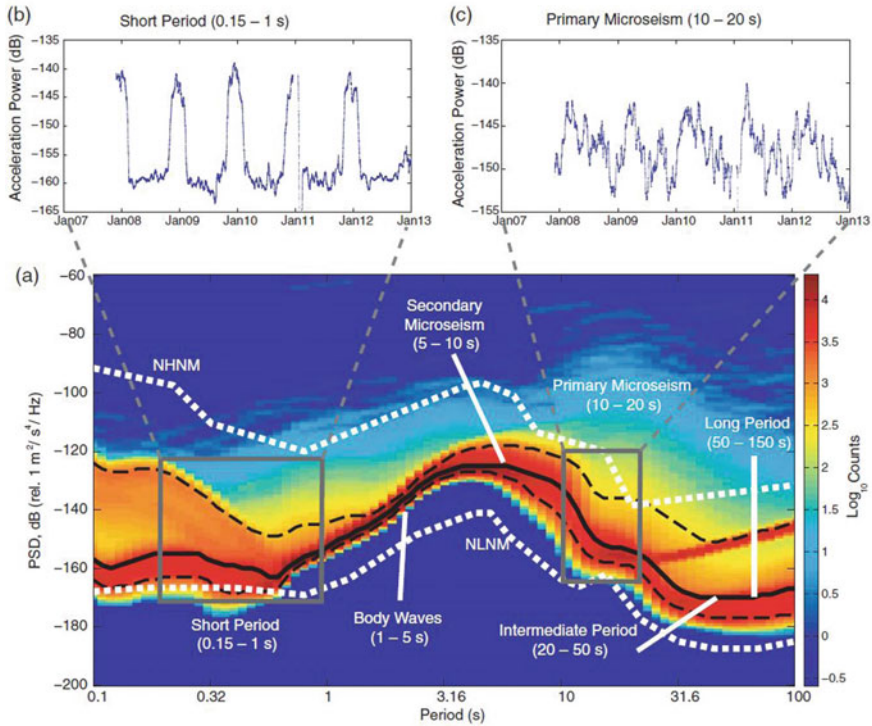 (b)
Short Period (0.15 – 1 s)
Acceleration Power (dB)
−135
−140
−145
−150
−155
−160
−165
Jan07
Jan08
Jan09
Jan10
Jan11
Jan12
Jan13
(c)
Primary Microseism (10 – 20 s)
Acceleration Power (dB)
−135
−140
−145
−150
−155
Jan07
Jan08
Jan09
Jan10
Jan11
Jan12
Jan13
(a)
PSD, dB (rel. 1 m²/ s⁴/ Hz)
−60
−80
−100
−120
−140
−160
−180
−200
NHNM
Secondary
Microseism
(5 – 10 s)
Primary Microseism
(10 – 20 s)
Long Period
(50 – 150 s)
NLNM
Short Period
(0.15 – 1 s)
Body Waves
(1 – 5 s)
Intermediate Period
(20 – 50 s)
0.1
0.32
1
3.16
10
31.6
100
Period (s)
4
3.5
3
2.5
2
1.5
1
0.5
0
−0.5
Log₁₀ Counts